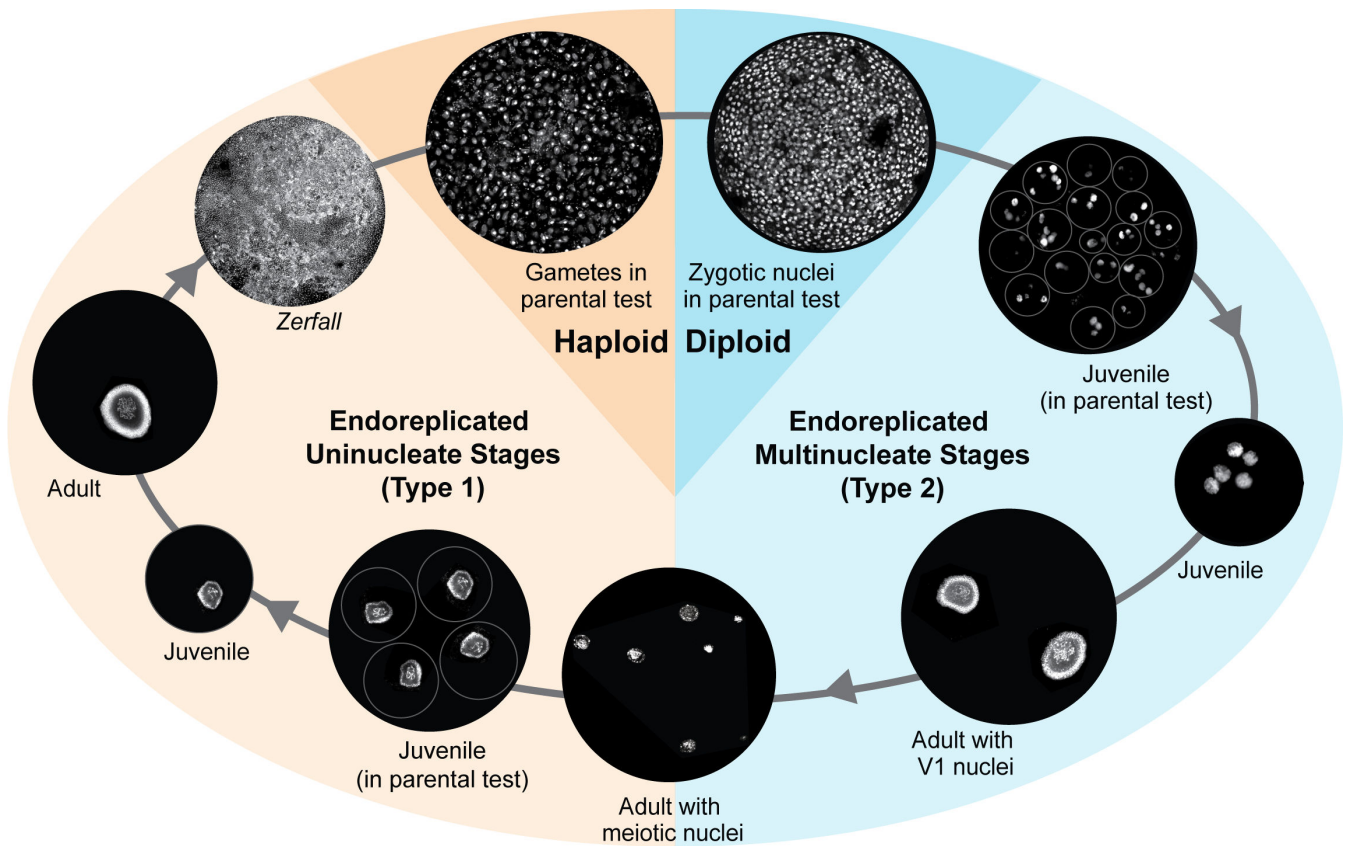 Gametes in
parental test
Zygotic nuclei
in parental test
Haploid
Diploid
Zerfall
Juvenile
(in parental test)
Endoreplicated
Uninucleate Stages
(Type 1)
Endoreplicated
Multinucleate Stages
(Type 2)
Adult
Juvenile
Juvenile
Juvenile
(in parental test)
Adult with
meiotic nuclei
Adult with
V1 nuclei